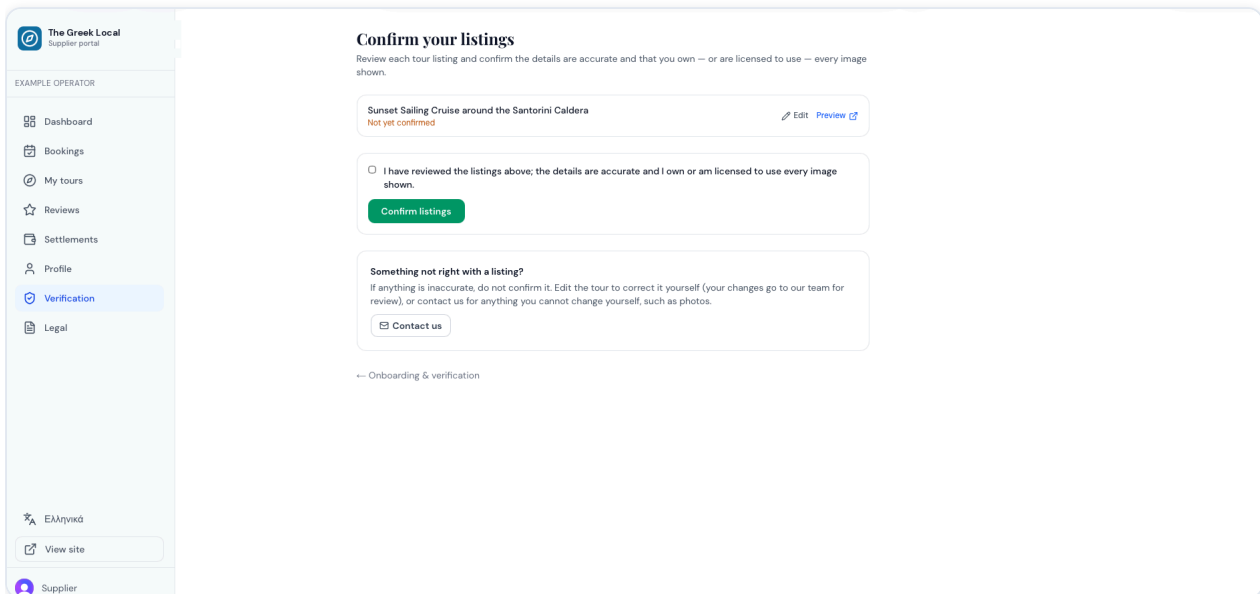 The Greek Local
Supplier portal
EXAMPLE OPERATOR
Dashboard
Bookings
My tours
Reviews
Settlements
Profile
Verification
Legal
Ελληνικά
View site
Supplier
Confirm your listings
Review each tour listing and confirm the details are accurate and that you own — or are licensed to use — every image
shown.
Sunset Sailing Cruise around the Santorini Caldera
Not yet confirmed
Edit Preview
I have reviewed the listings above; the details are accurate and I own or am licensed to use every image
shown.
Confirm listings
Something not right with a listing?
If anything is inaccurate, do not confirm it. Edit the tour to correct it yourself (your changes go to our team for
review), or contact us for anything you cannot change yourself, such as photos.
Contact us
← Onboarding & verification